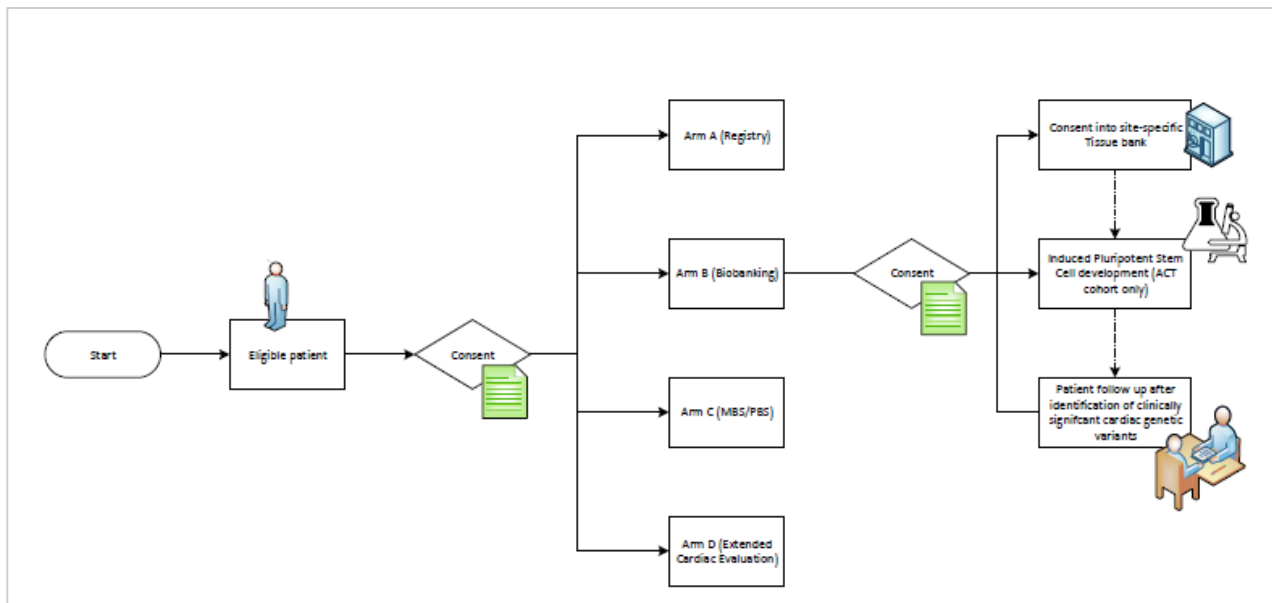 Start
Eligible patient
Consent
Arm A (Registry)
Arm B (Biobanking)
Arm C (MBS/PBS)
Arm D (Extended
Cardiac Evaluation)
Consent
Consent into site-specific
Tissue bank
Induced Pluripotent Stem
Cell development (ACT
cohort only)
Patient follow up after
identification of clinically
signifcant cardiac genetic
variants